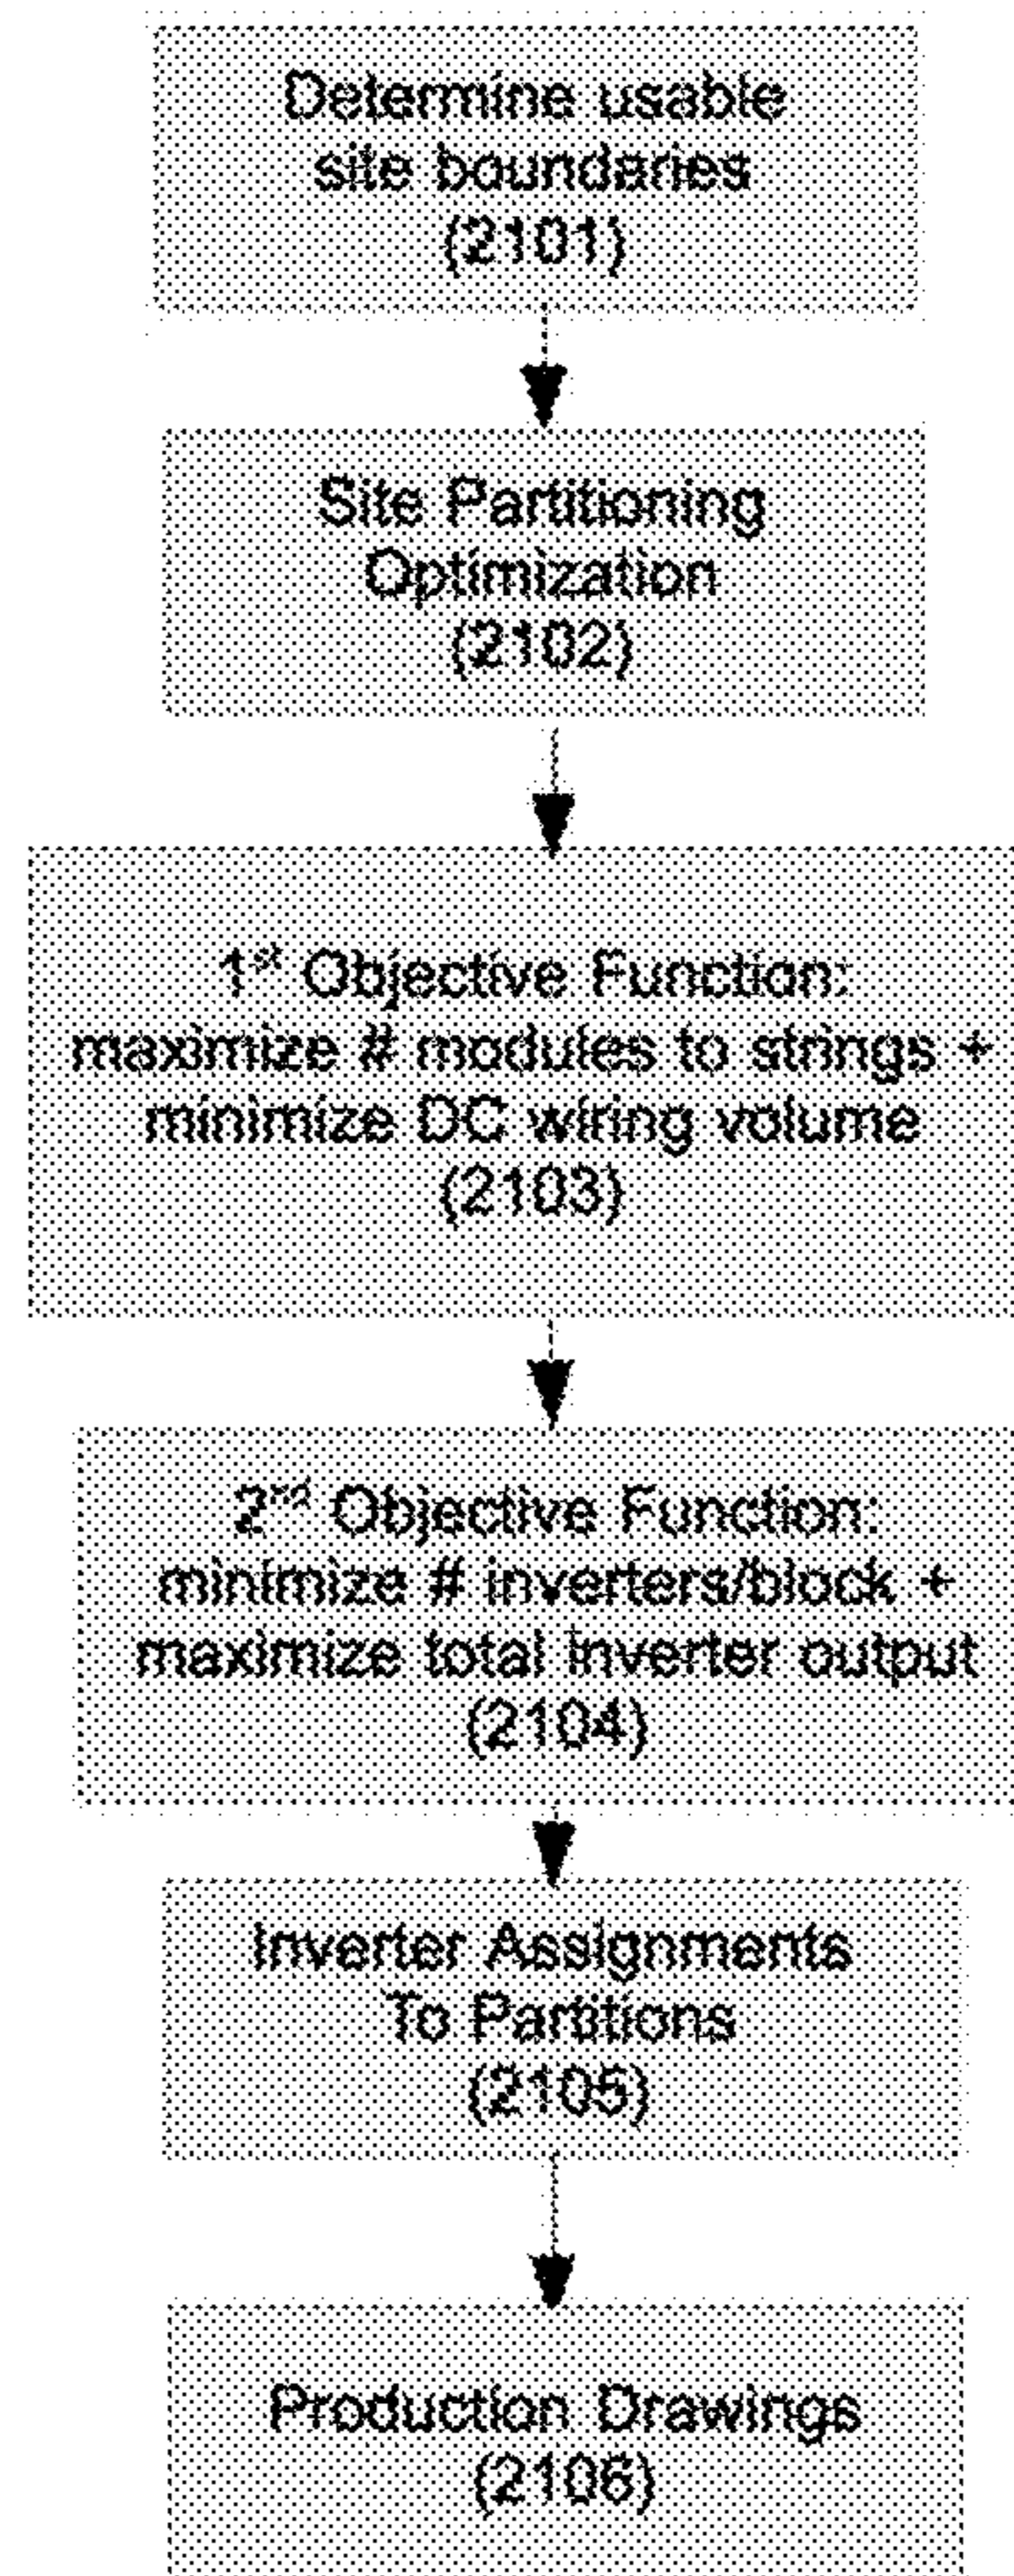 Determine usable
site boundaries
(2101)
Site Partitioning
Optimization
(2102)
1st Objective Function:
maximize # modules to strings +
minimize DC wiring volume
(2103)
2nd Objective Function:
minimize # inverters/block +
maximize total inverter output
(2104)
Inverter Assignments
To Partitions
(2105)
Production Drawings
(2106)